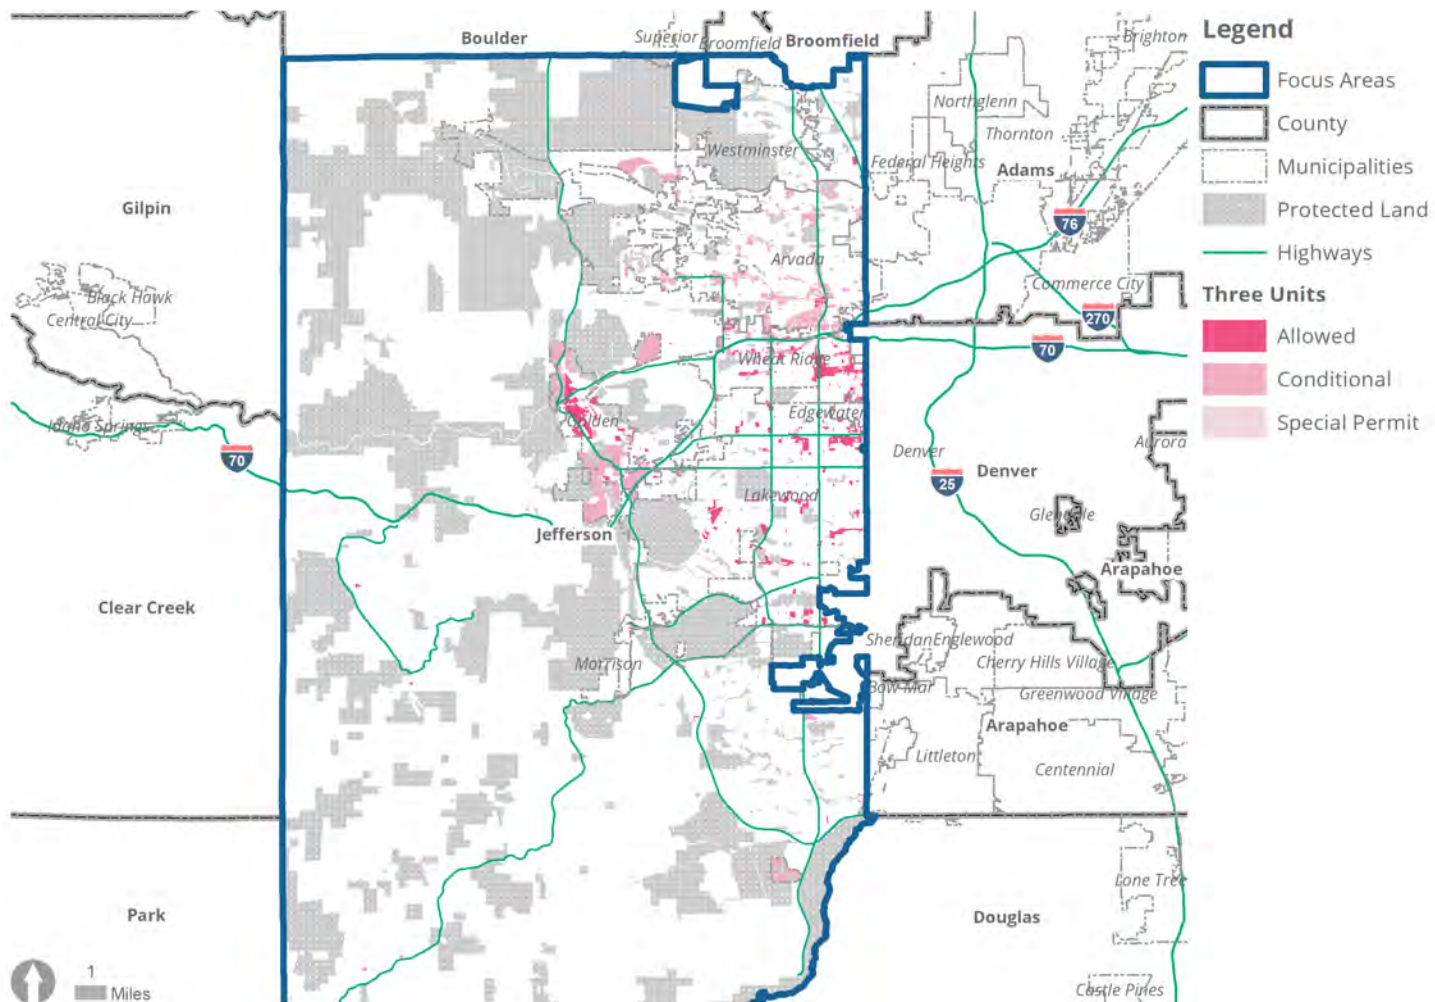 Boulder
Superior
Broomfield
Broomfield
Brighton
Legend
Focus Areas
County
Municipalities
Protected Land
Highways
Three Units
Allowed
Conditional
Special Permit
Northglenn
Thornton
Westminster
Federal Heights
Adams
Gilpin
76
Arvada
Commerce City
Black Hawk
Central City
270
70
Wheat Ridge
Edgewater
Golden
Idaho Springs
70
Denver
Denver
Aurora
25
Lakewood
Glendale
Jefferson
Arapahoe
Clear Creek
Sheridan
Englewood
Cherry Hills Village
Morrison
Bow Mar
Greenwood Village
Arapahoe
Littleton
Centennial
Lone Tree
Park
Douglas
1
Miles
Castle Pines